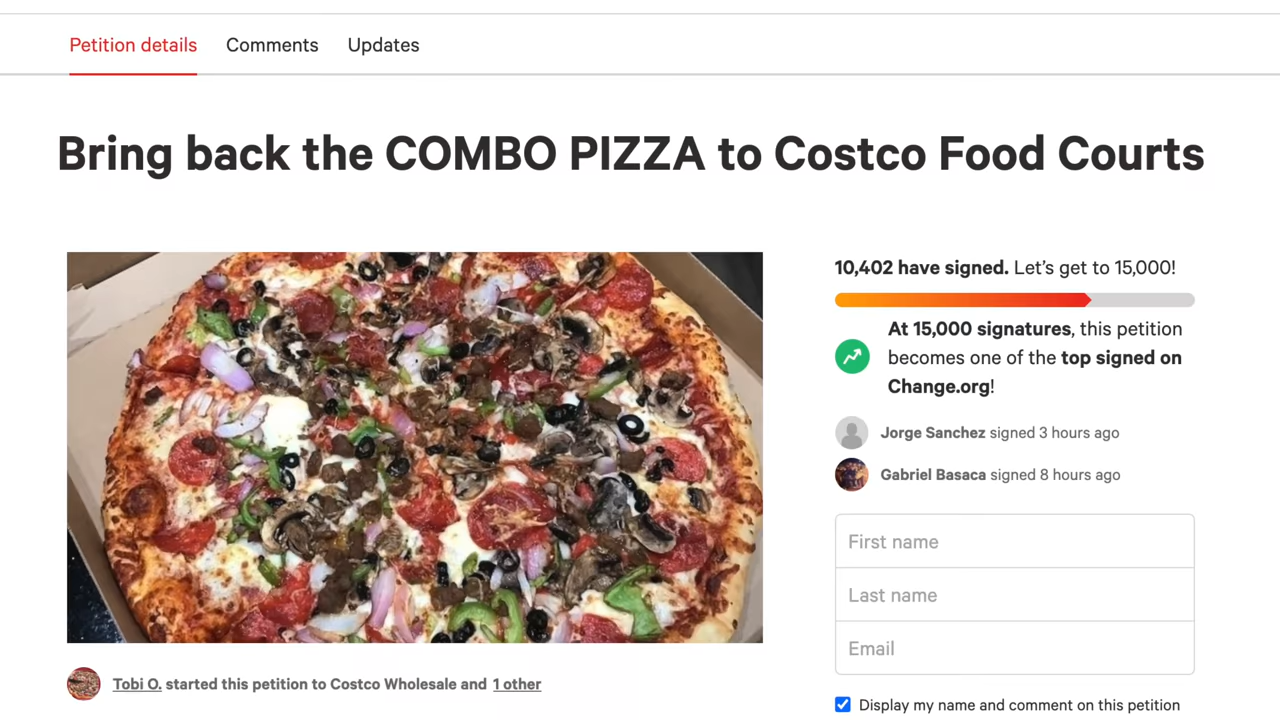 Petition details Comments Updates
Bring back the COMBO PIZZA to Costco Food Courts
10,402 have signed. Let’s get to 15,000!
At 15,000 signatures, this petition
becomes one of the top signed on
Change.org!
Jorge Sanchez signed 3 hours ago
Gabriel Basaca signed 8 hours ago
First name
Last name
Email
Display my name and comment on this petition
Tobi O. started this petition to Costco Wholesale and 1 other